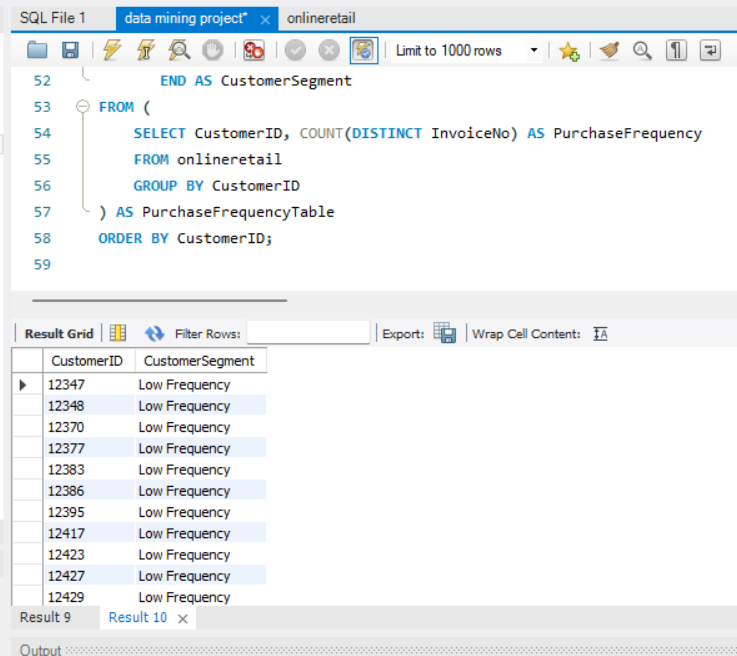 SQL File 1 data mining project* × onlineretail
Limit to 1000 rows
52 END AS CustomerSegment
53 FROM (
54 SELECT CustomerID, COUNT(DISTINCT InvoiceNo) AS PurchaseFrequency
55 FROM onlineretail
56 GROUP BY CustomerID
57 ) AS PurchaseFrequencyTable
58 ORDER BY CustomerID;
59
Result Grid Filter Rows: Export: Wrap Cell Content: IA
CustomerID CustomerSegment
12347 Low Frequency
12348 Low Frequency
12370 Low Frequency
12377 Low Frequency
12383 Low Frequency
12386 Low Frequency
12395 Low Frequency
12417 Low Frequency
12423 Low Frequency
12427 Low Frequency
12429 Low Frequency
Result 9 Result 10 ×
Output